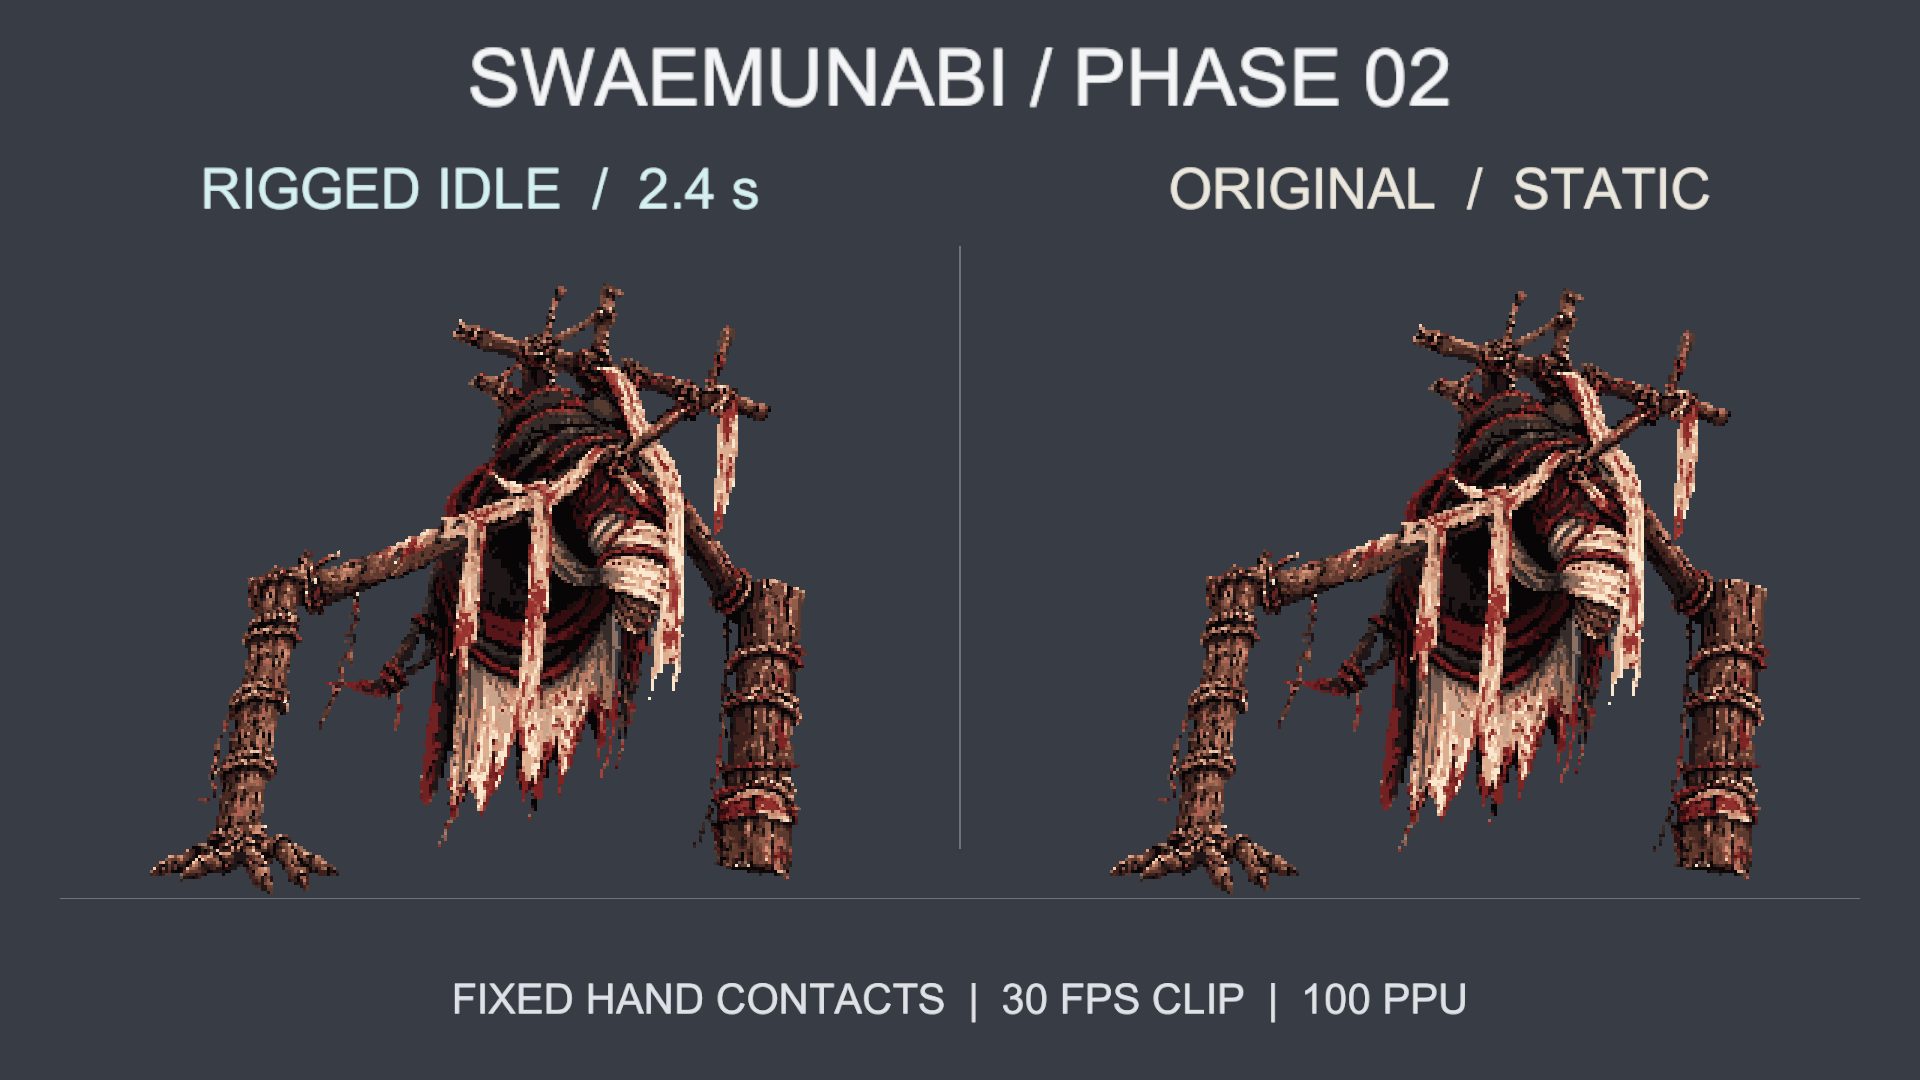 SWAEMUNABI / PHASE 02
RIGGED IDLE / 2.4 s
ORIGINAL / STATIC
FIXED HAND CONTACTS | 30 FPS CLIP | 100 PPU